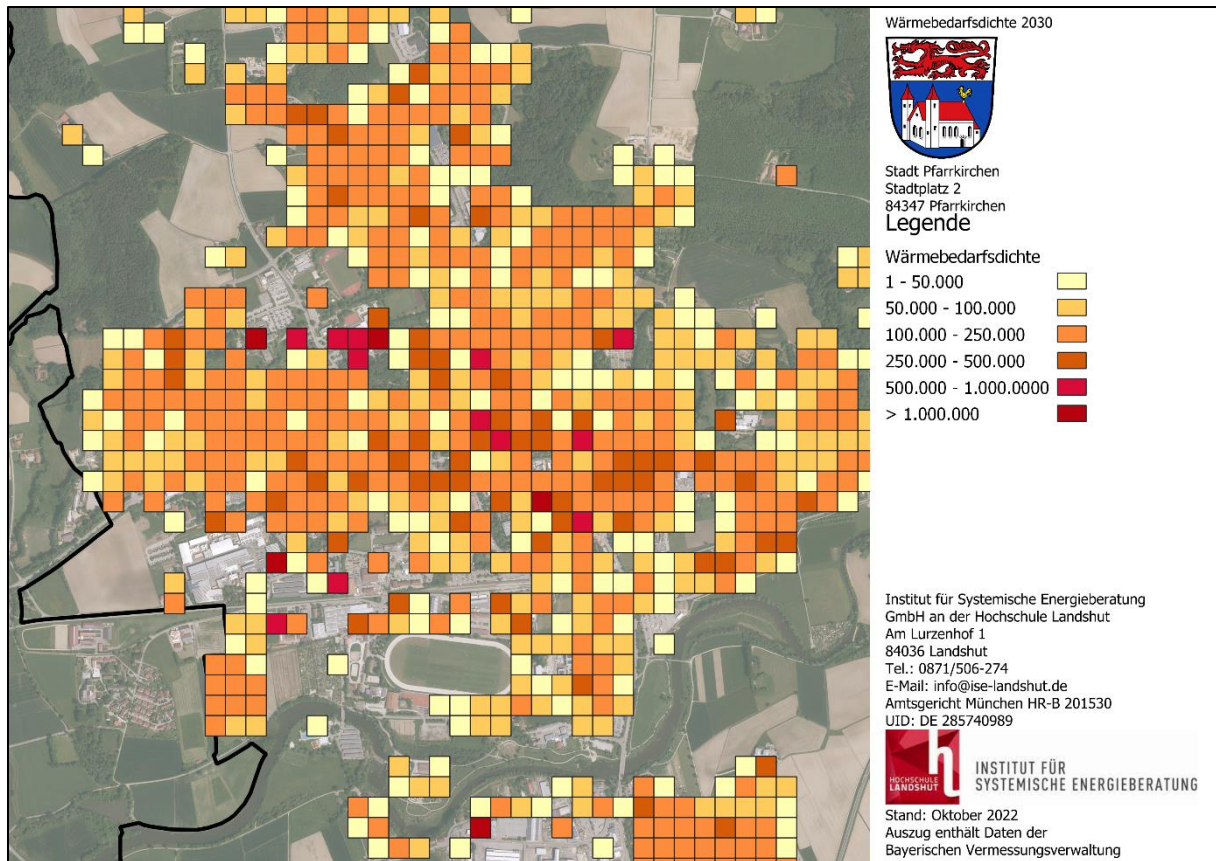 Wärmebedarfsdichte 2030
Stadt Pfarrkirchen
Stadtplatz 2
84347 Pfarrkirchen
Legende
Wärmebedarfsdichte
1 - 50.000
50.000 - 100.000
100.000 - 250.000
250.000 - 500.000
500.000 - 1.000.0000
> 1.000.000
Institut für Systemische Energieberatung
GmbH an der Hochschule Landshut
Am Lurzenhof 1
84036 Landshut
Tel.: 0871/506-274
E-Mail: info@ise-landshut.de
Amtsgericht München HR-B 201530
UID: DE 285740989
h
HOCHSCHULE
LANDSHUT
INSTITUT FÜR
SYSTEMISCHE ENERGIEBERATUNG
Stand: Oktober 2022
Auszug enthält Daten der
Bayerischen Vermessungsverwaltung